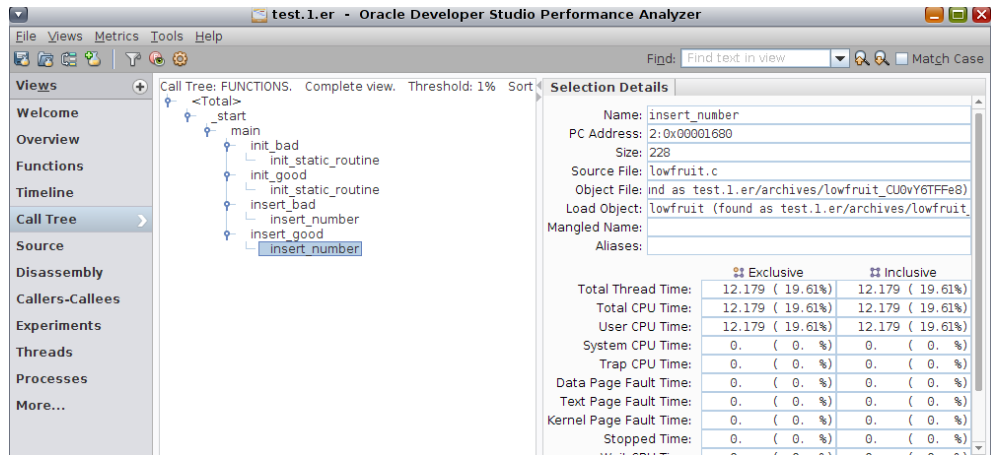 test.1.er - Oracle Developer Studio Performance Analyzer
File Views Metrics Tools Help
Find: Find text in view Match Case
Views
Welcome
Overview
Functions
Timeline
Call Tree
Source
Disassembly
Callers-Callees
Experiments
Threads
Processes
More...
Call Tree: FUNCTIONS. Complete view. Threshold: 1% Sort
<Total>
_start
main
init_bad
init_static_routine
init_good
init_static_routine
insert_bad
insert_number
insert_good
insert_number
Selection Details
Name: insert_number
PC Address: 2:0x00001680
Size: 228
Source File: lowfruit.c
Object File: und as test.1.er/archives/lowfruit_CU0vY6TFFe8)
Load Object: lowfruit (found as test.1.er/archives/lowfruit_
Mangled Name:
Aliases:
Exclusive Inclusive
Total Thread Time: 12.179 ( 19.61%) 12.179 ( 19.61%)
Total CPU Time: 12.179 ( 19.61%) 12.179 ( 19.61%)
User CPU Time: 12.179 ( 19.61%) 12.179 ( 19.61%)
System CPU Time: 0. ( 0. %) 0. ( 0. %)
Trap CPU Time: 0. ( 0. %) 0. ( 0. %)
Data Page Fault Time: 0. ( 0. %) 0. ( 0. %)
Text Page Fault Time: 0. ( 0. %) 0. ( 0. %)
Kernel Page Fault Time: 0. ( 0. %) 0. ( 0. %)
Stopped Time: 0. ( 0. %) 0. ( 0. %)